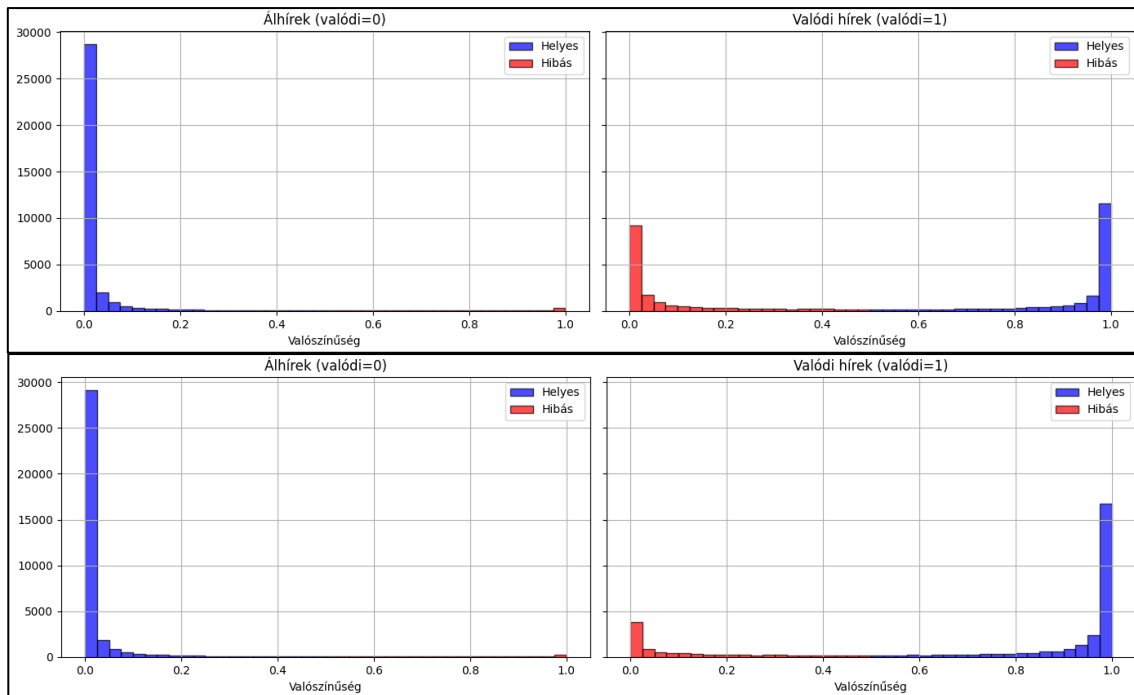 Álhírek (valódi=0)
Valódi hírek (valódi=1)
30000
25000
20000
15000
10000
5000
0
Helyes
Hibás
Helyes
Hibás
0.0 0.2 0.4 0.6 0.8 1.0
0.0 0.2 0.4 0.6 0.8 1.0
Valószínűség
Valószínűség
Álhírek (valódi=0)
Valódi hírek (valódi=1)
30000
25000
20000
15000
10000
5000
0
Helyes
Hibás
Helyes
Hibás
0.0 0.2 0.4 0.6 0.8 1.0
0.0 0.2 0.4 0.6 0.8 1.0
Valószínűség
Valószínűség